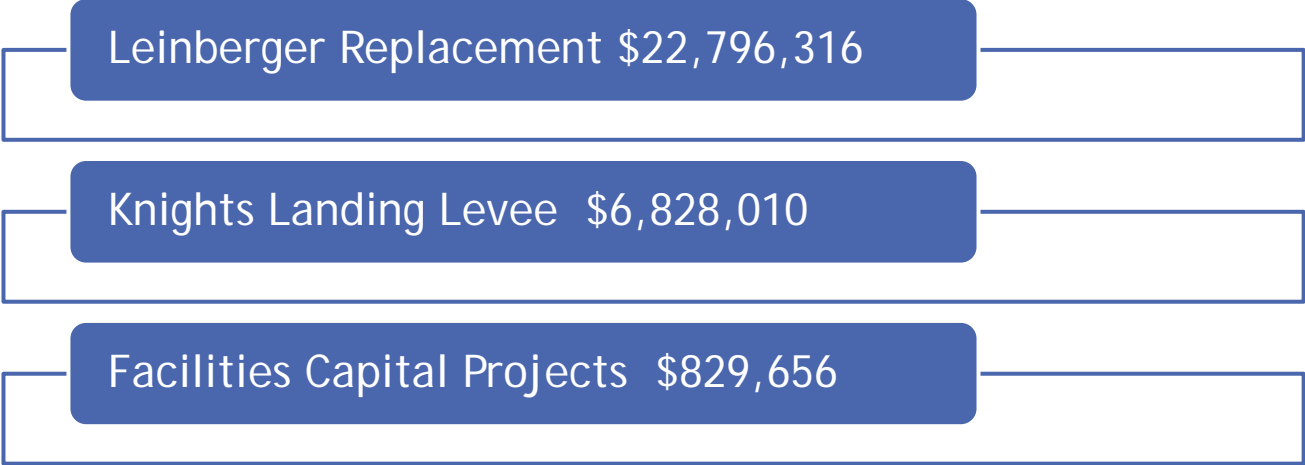 Leinberger Replacement $22,796,316
Knights Landing Levee $6,828,010
Facilities Capital Projects $829,656